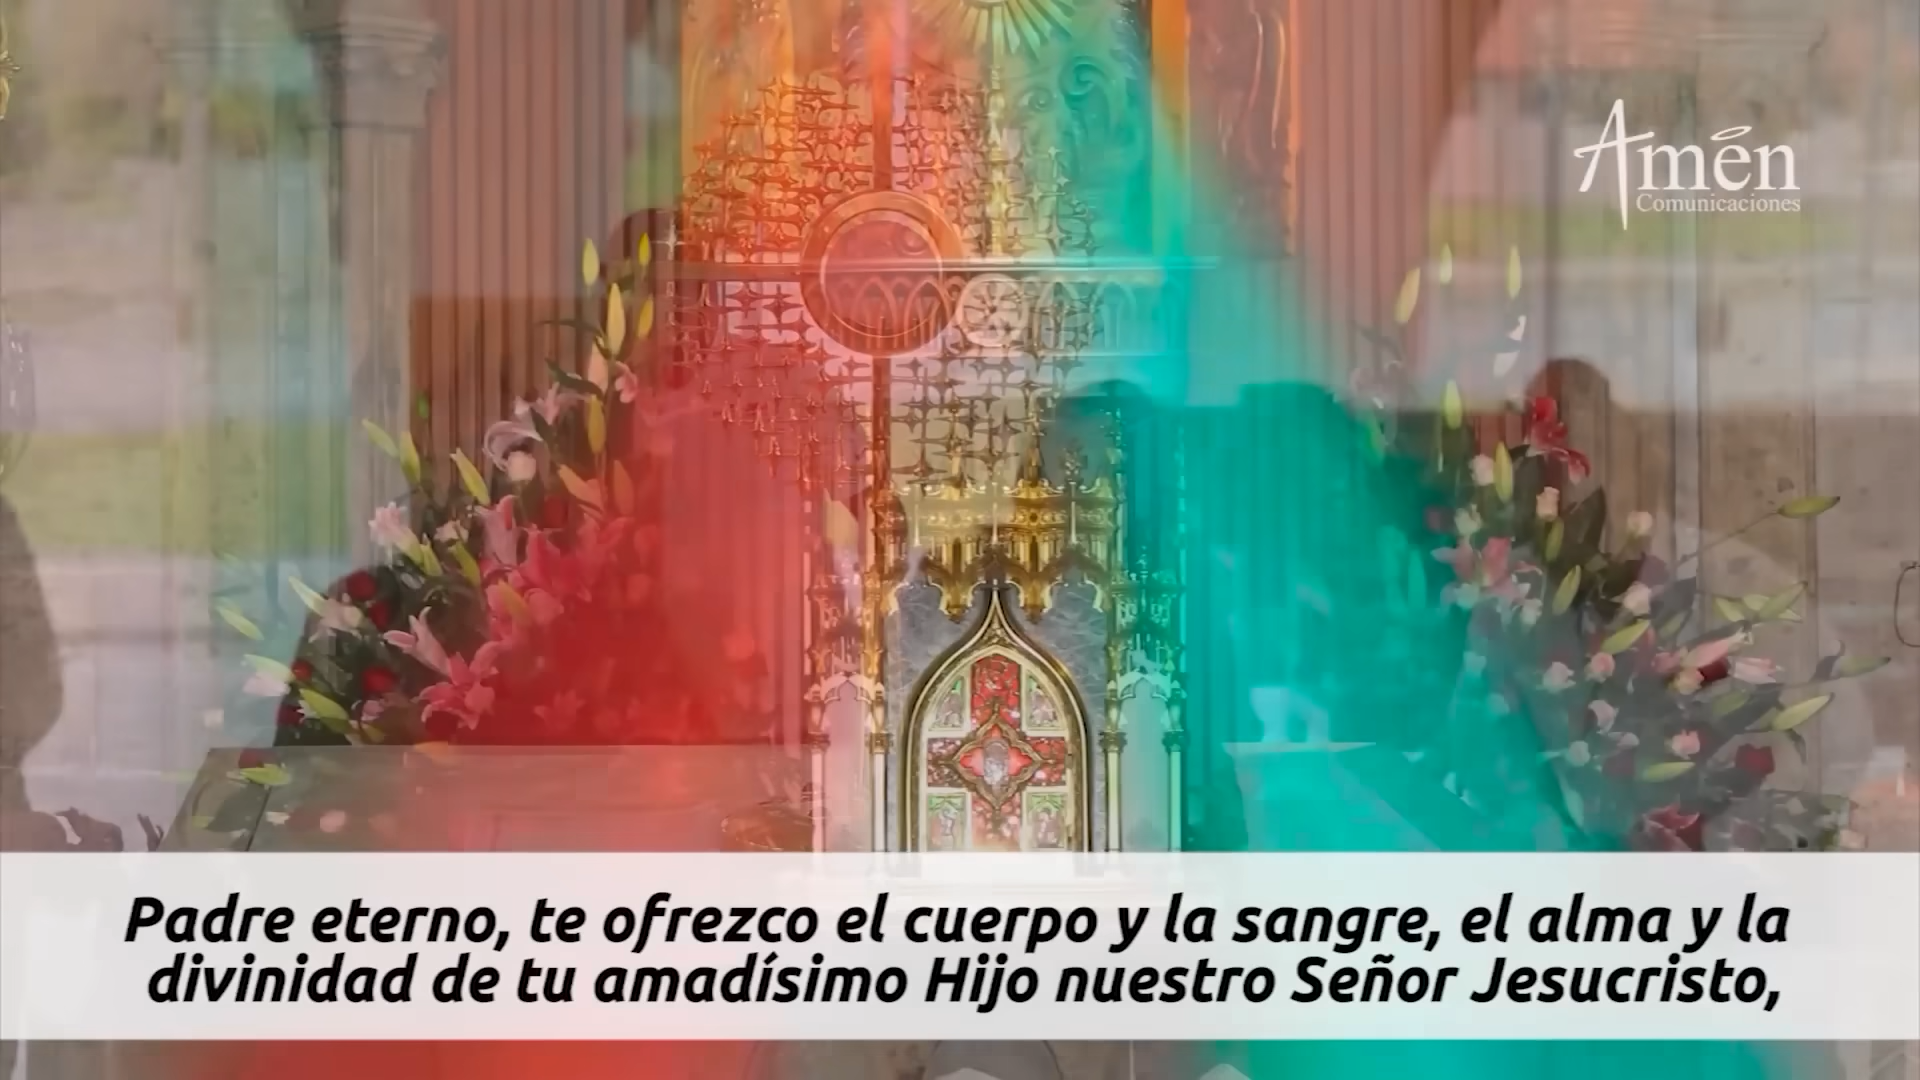 Amén
Comunicaciones
Padre eterno, te ofrezco el cuerpo y la sangre, el alma y la
divinidad de tu amadísimo Hijo nuestro Señor Jesucristo,